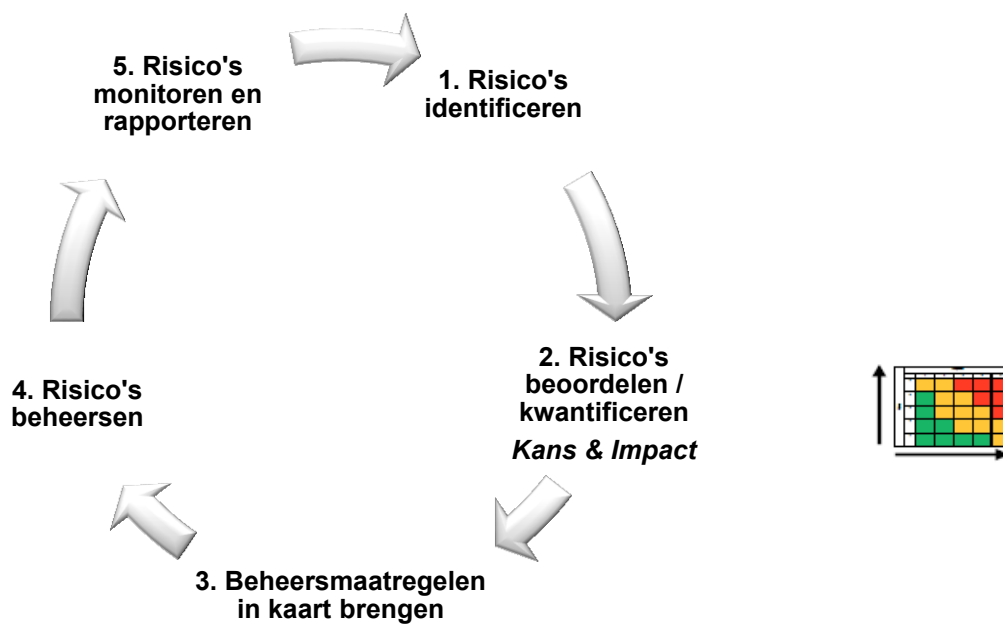 1. Risico's
identificeren
2. Risico's
beoordelen /
kwantificeren
Kans & Impact
3. Beheersmaatregelen
in kaart brengen
4. Risico's
beheersen
5. Risico's
monitoren en
rapporteren